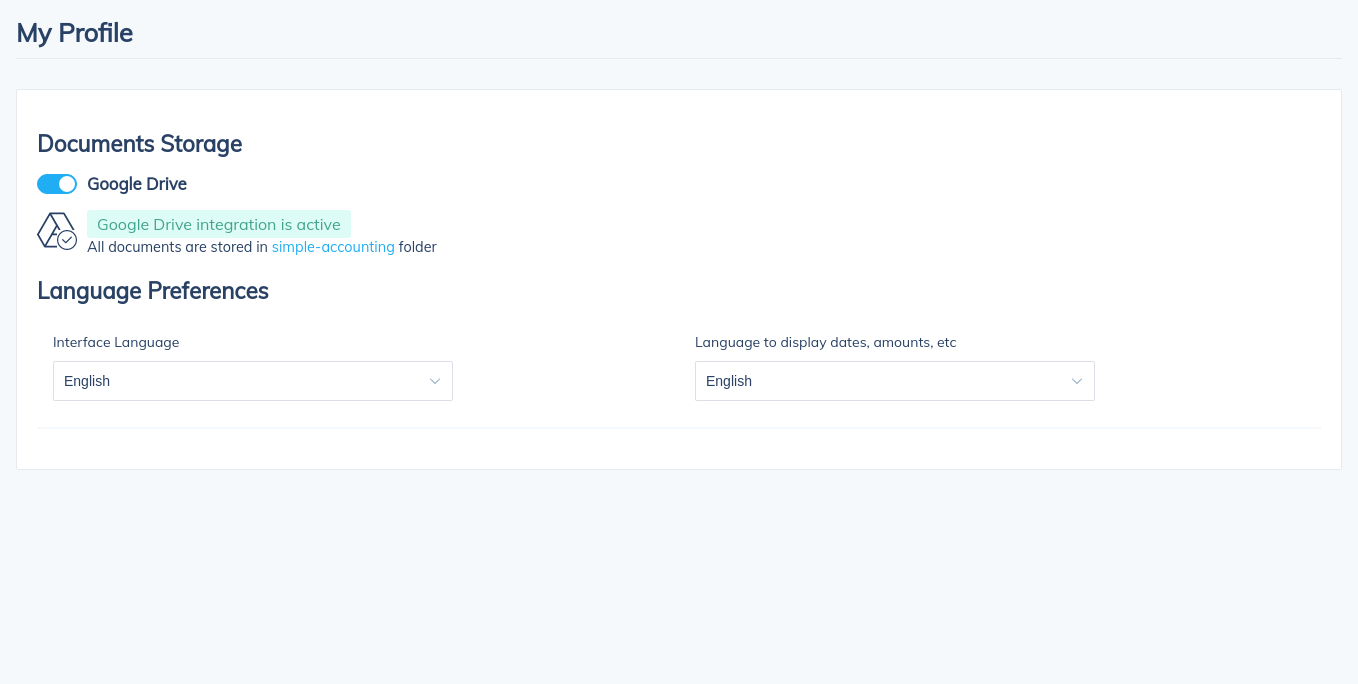 My Profile
Documents Storage
Google Drive
Google Drive integration is active
All documents are stored in simple-accounting folder
Language Preferences
Interface Language
Language to display dates, amounts, etc
English
English